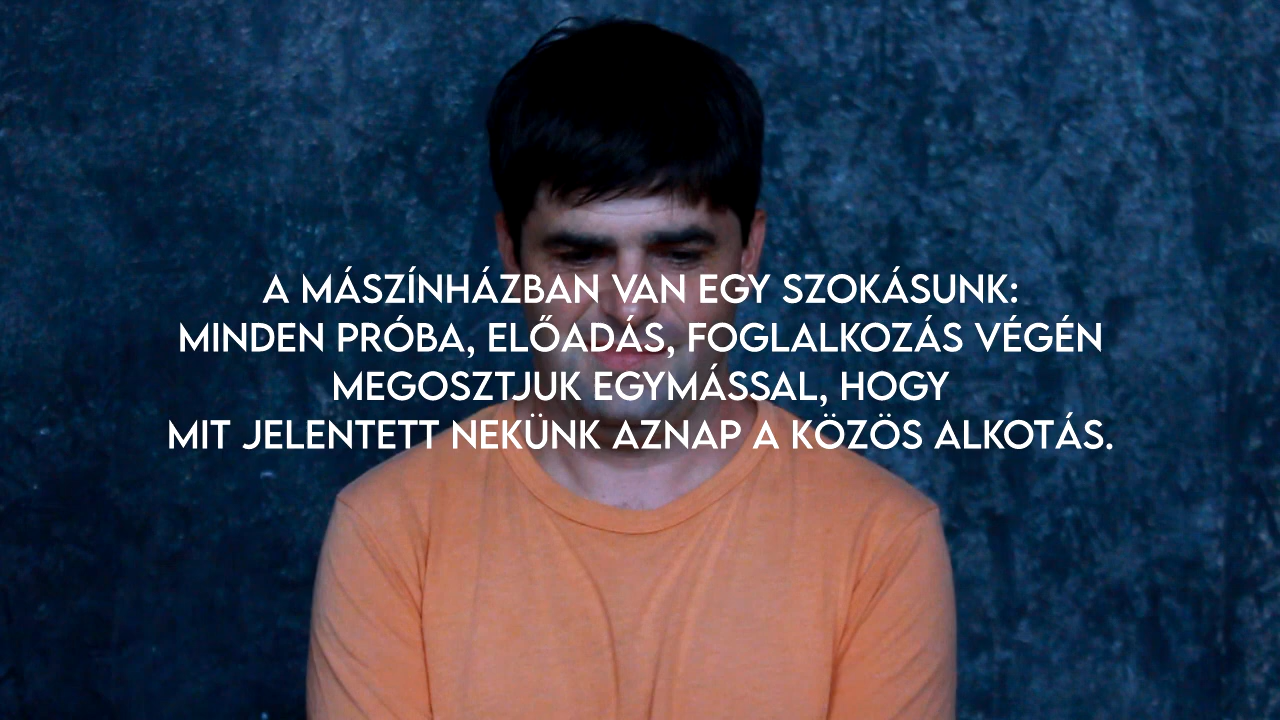 A MÁSZÍNHÁZBAN VAN EGY SZOKÁSUNK:
MINDEN PRÓBA, ELŐADÁS, FOGLALKOZÁS VÉGÉN
MEGOSZTJUK EGYMÁSSAL, HOGY
MIT JELENTETT NEKÜNK AZNAP A KÖZÖS ALKOTÁS.